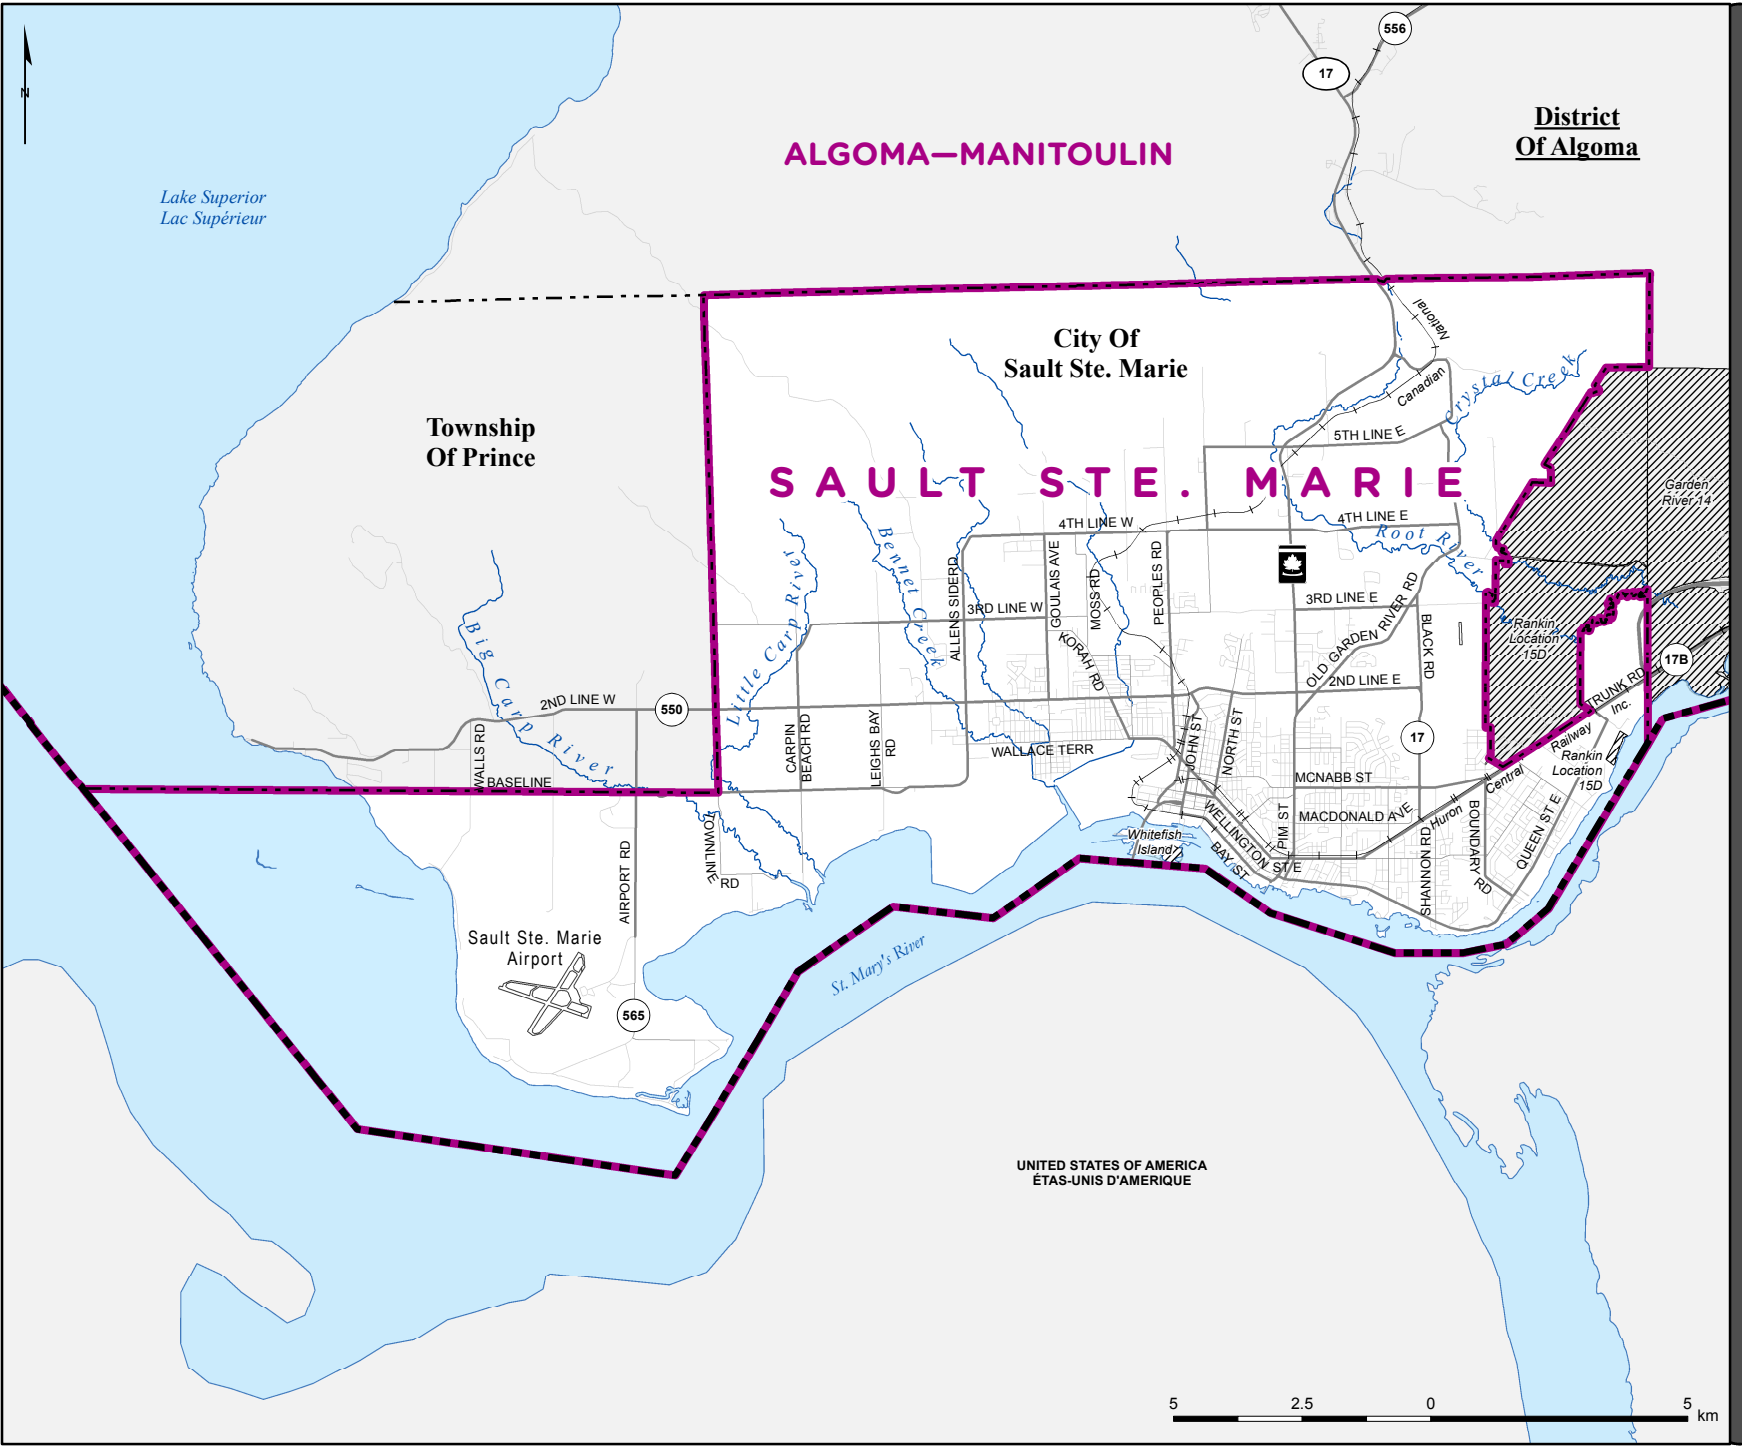 556
17
District
Of Algoma
ALGOMA—MANITOULIN
N
Lake Superior
Lac Supérieur
National
City Of
Sault Ste. Marie
Canadian
Crystal Creek
Township
Of Prince
5TH LINE E
SAULT STE. MARIE
Garden
River 14
4TH LINE W
4TH LINE E
Root River
Bennet Creek
Little Carp River
ALLENS SIDERD
GOULAIS AVE
MOSS RD
PEOPLES RD
3RD LINE W
3RD LINE E
OLD GARDEN RIVER RD
BLACK RD
Rankin
Location
15D
KORAH RD
Big Carp River
17B
2ND LINE E
2ND LINE W
550
TRUNK RD
Inc.
CARPIN
BEACH RD
LEIGHS BAY
RD
WALLACE TERR
JOHN ST
NORTH ST
17
Railway
Rankin
Location
15D
WALLS RD
BASELINE
MCNABB ST
Central
Huron
MACDONALD AVE
WELLINGTON ST E
PIM ST
BAY ST
Whitefish
Island
TOWNLINE RD
AIRPORT RD
SHANNON RD
BOUNDARY RD
QUEEN ST E
Sault Ste. Marie
Airport
St. Mary's River
565
UNITED STATES OF AMERICA
ÉTAS-UNIS D'AMERIQUE
5 2.5 0 5
km